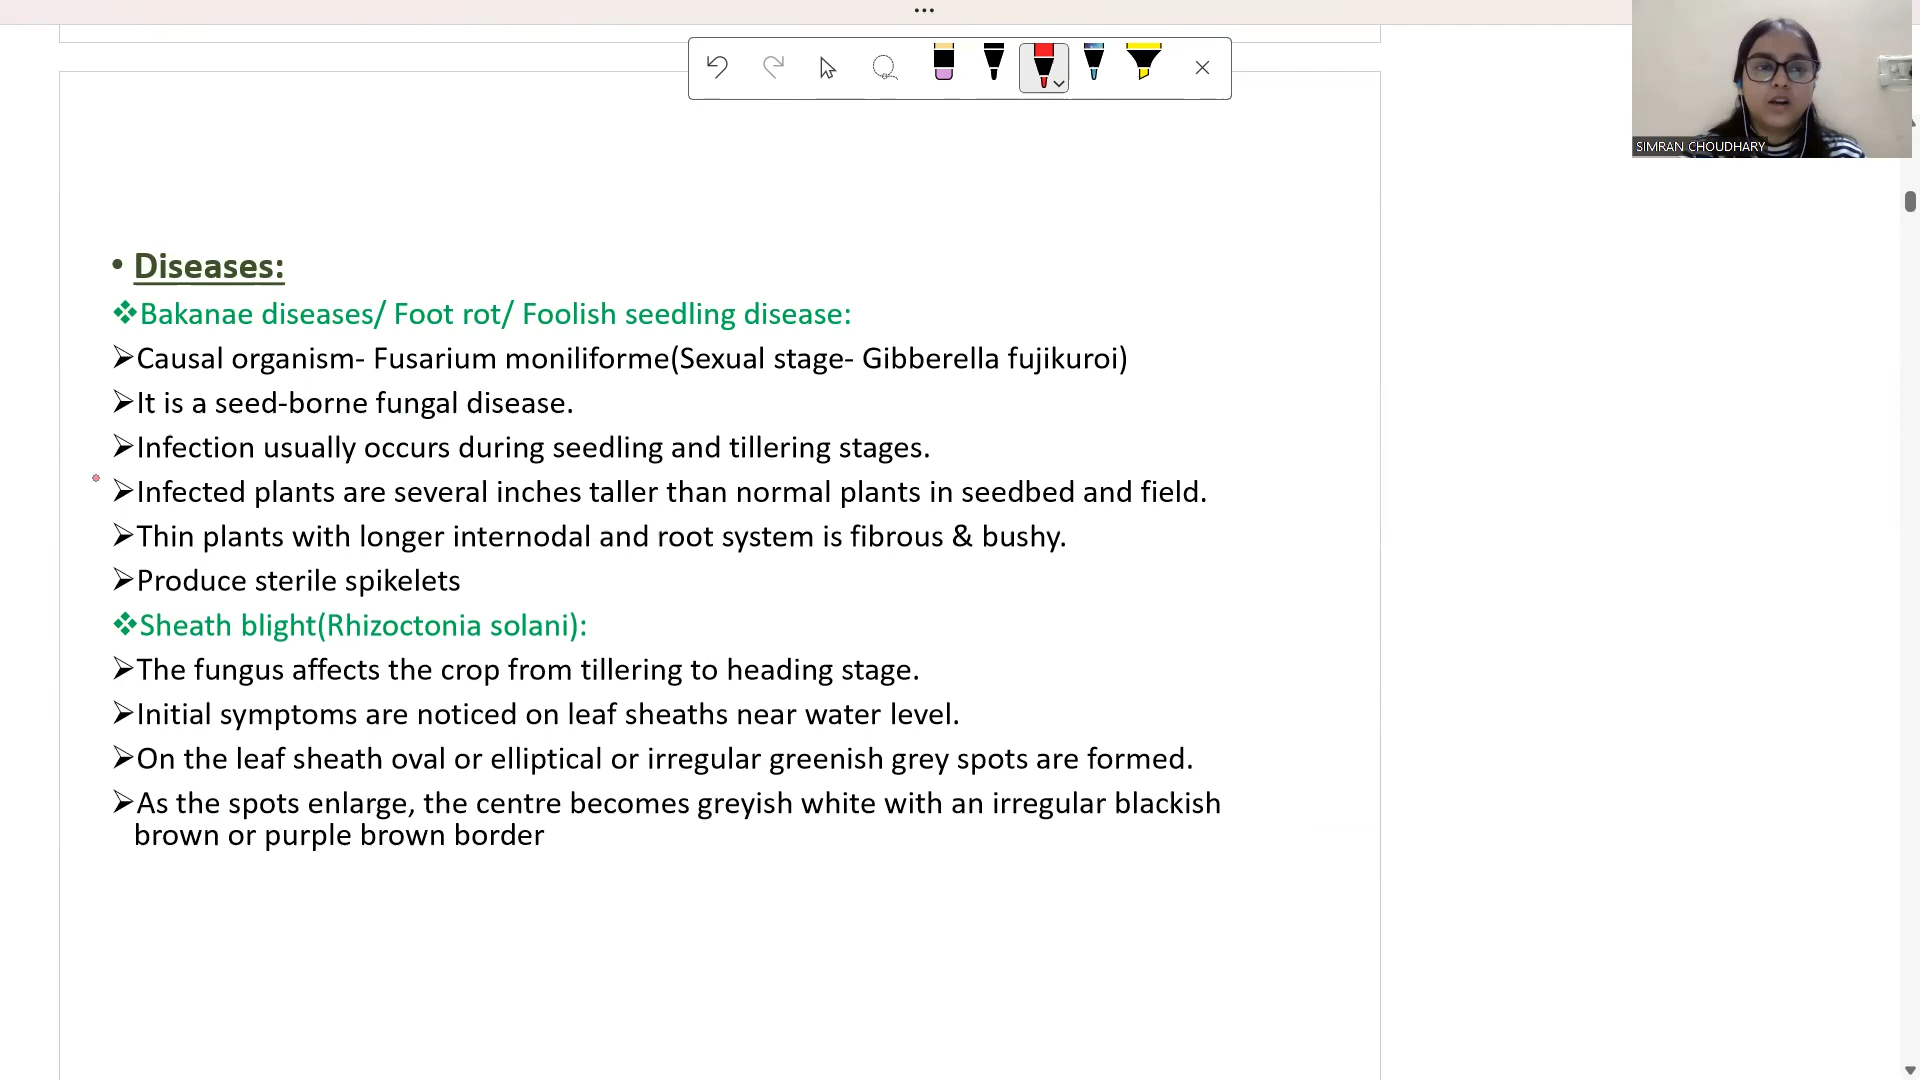 SIMRAN CHOUDHARY
• Diseases:
❖Bakanae diseases/ Foot rot/ Foolish seedling disease:
➢Causal organism- Fusarium moniliforme(Sexual stage- Gibberella fujikuroi)
➢It is a seed-borne fungal disease.
➢Infection usually occurs during seedling and tillering stages.
➢Infected plants are several inches taller than normal plants in seedbed and field.
➢Thin plants with longer internodal and root system is fibrous & bushy.
➢Produce sterile spikelets
❖Sheath blight(Rhizoctonia solani):
➢The fungus affects the crop from tillering to heading stage.
➢Initial symptoms are noticed on leaf sheaths near water level.
➢On the leaf sheath oval or elliptical or irregular greenish grey spots are formed.
➢As the spots enlarge, the centre becomes greyish white with an irregular blackish
brown or purple brown border